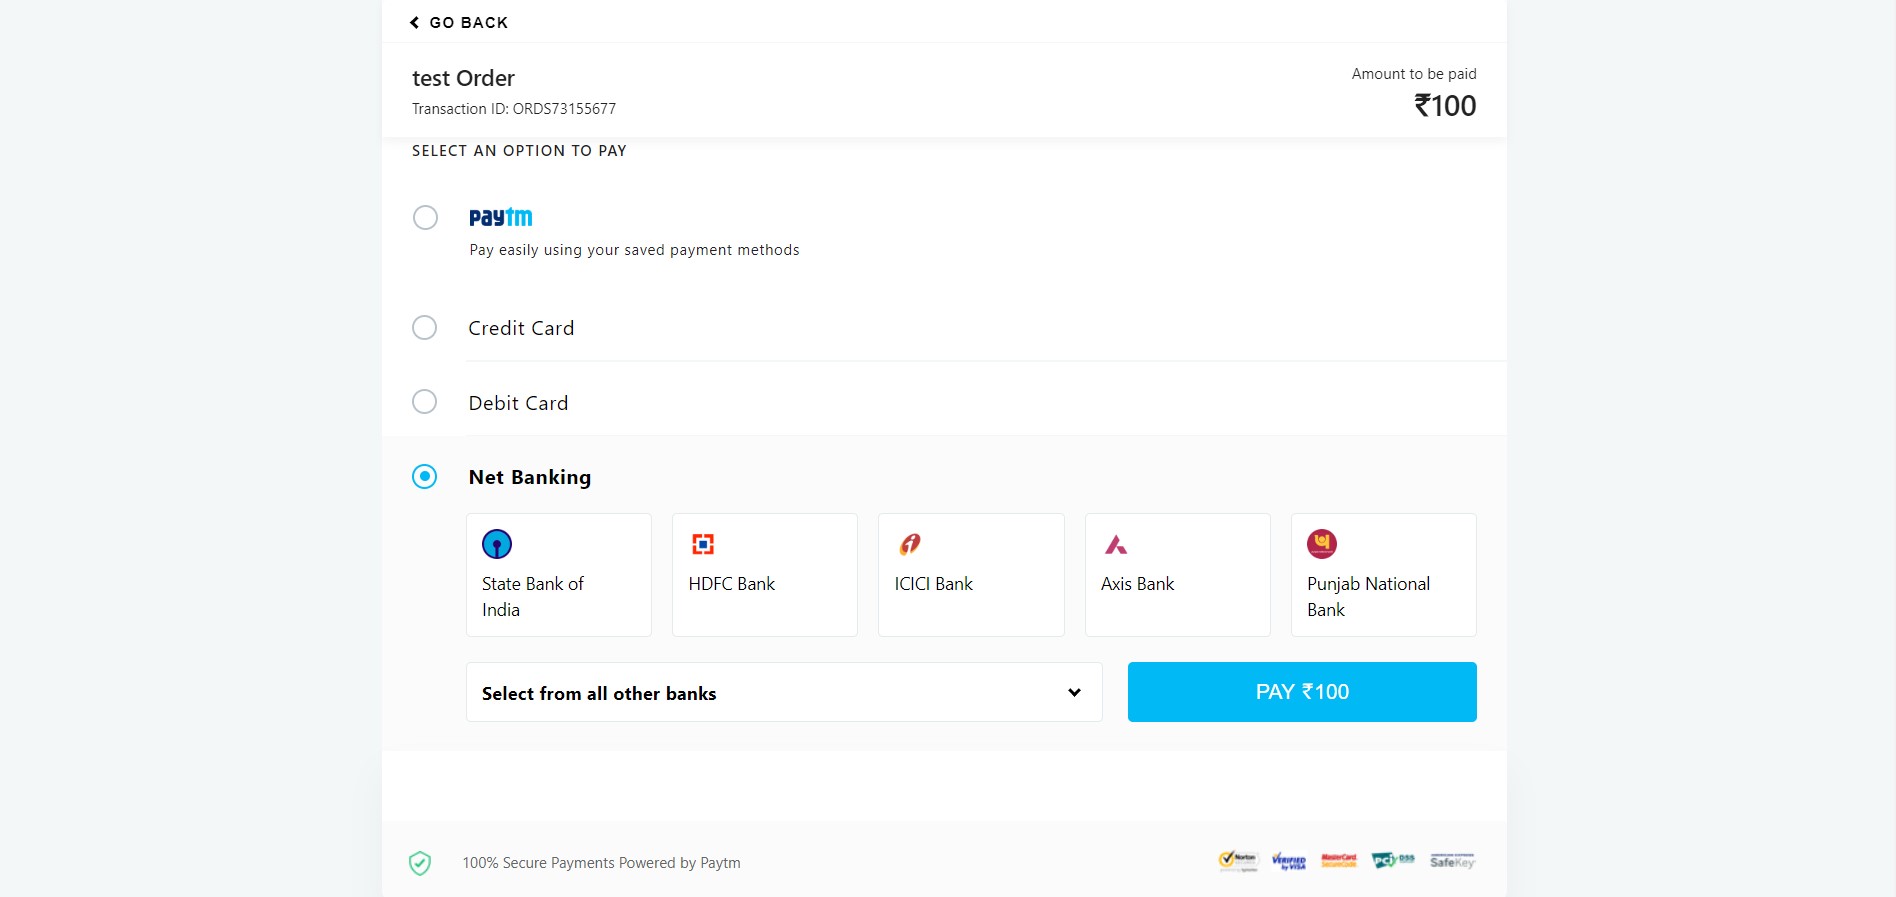 GO BACK
test Order
Transaction ID: ORDS73155677
Amount to be paid
₹100
SELECT AN OPTION TO PAY
paytm
Pay easily using your saved payment methods
Credit Card
Debit Card
Net Banking
State Bank of
India
HDFC Bank
ICICI Bank
Axis Bank
Punjab National
Bank
Select from all other banks
PAY ₹100
100% Secure Payments Powered by Paytm
Norton
VERIFIED
by VISA
MasterCard
SecureCode
PCI DSS
SafeKey